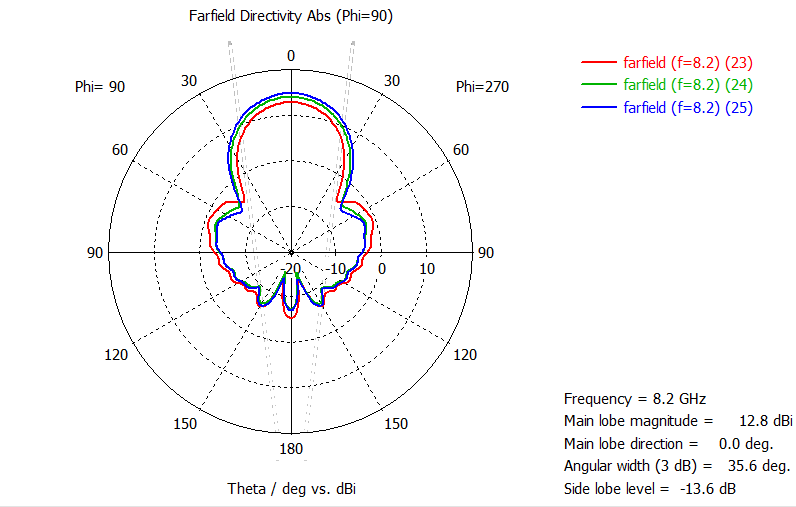 Farfield Directivity Abs (Phi=90)
0
Phi= 90
30
30
Phi=270
60
60
90
90
-20
-10
0
10
120
120
150
150
180
Theta / deg vs. dBi
farfield (f=8.2) (23)
farfield (f=8.2) (24)
farfield (f=8.2) (25)
Frequency = 8.2 GHz
Main lobe magnitude = 12.8 dBi
Main lobe direction = 0.0 deg.
Angular width (3 dB) = 35.6 deg.
Side lobe level = -13.6 dB